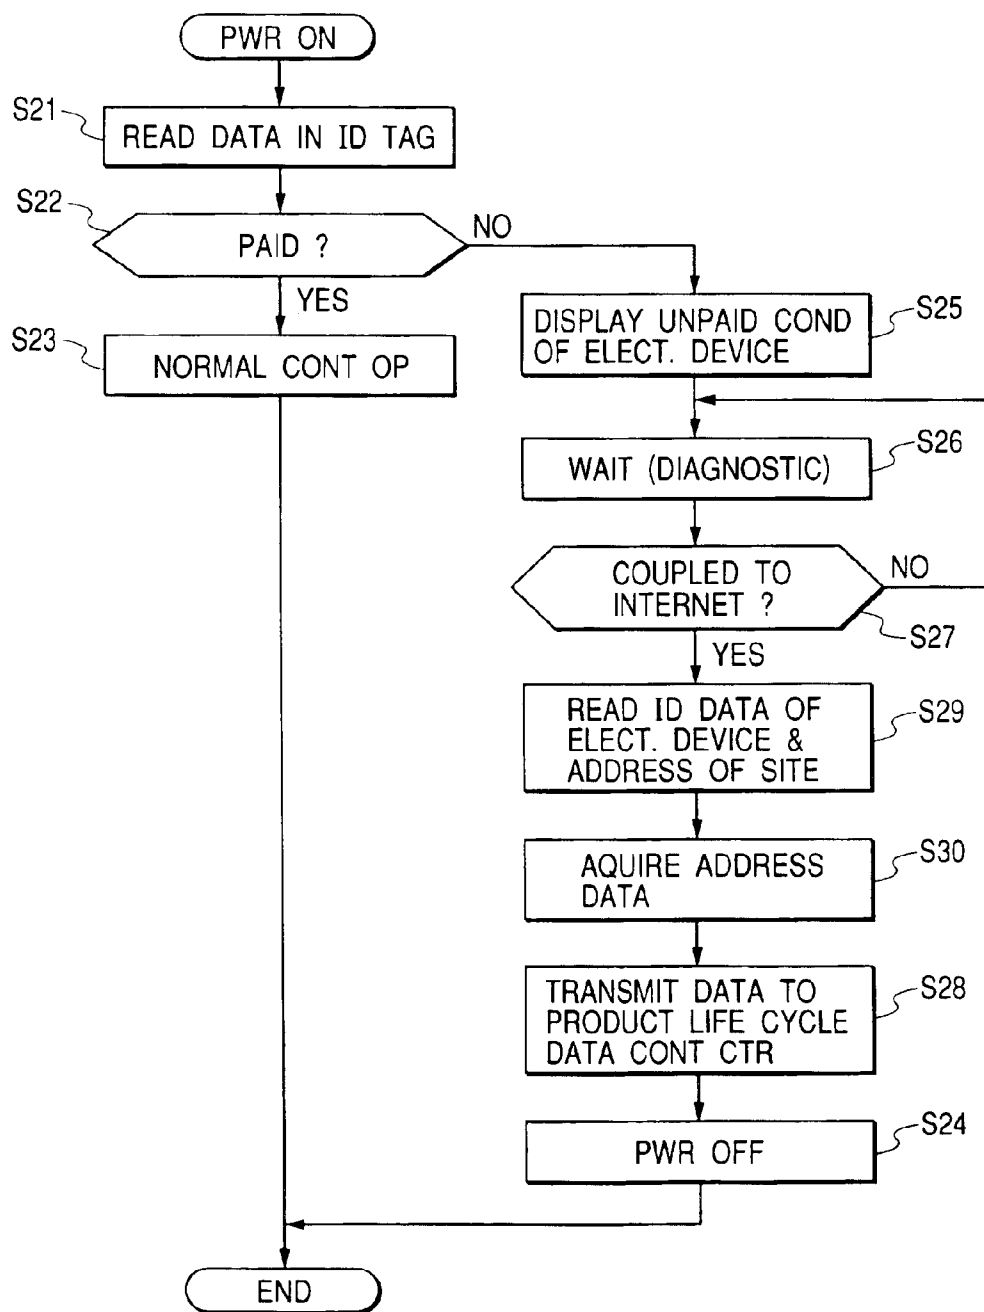 PWR ON
S21
READ DATA IN ID TAG
S22
PAID ?
NO
YES
S23
NORMAL CONT OP
S25
DISPLAY UNPAID COND
OF ELECT. DEVICE
S26
WAIT (DIAGNOSTIC)
COUPLED TO
INTERNET ?
NO
S27
YES
S29
READ ID DATA OF
ELECT. DEVICE &
ADDRESS OF SITE
S30
AQUIRE ADDRESS
DATA
S28
TRANSMIT DATA TO
PRODUCT LIFE CYCLE
DATA CONT CTR
S24
PWR OFF
END